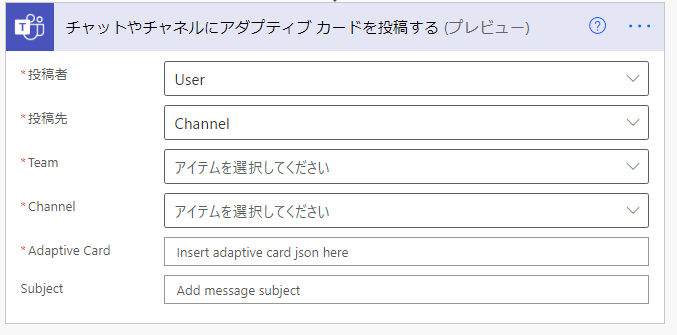 チャットやチャネルにアダプティブ カードを投稿する (プレビュー)
* 投稿者
User
* 投稿先
Channel
* Team
アイテムを選択してください
* Channel
アイテムを選択してください
* Adaptive Card
Insert adaptive card json here
Subject
Add message subject